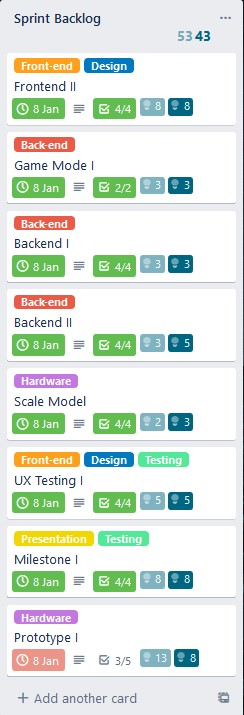 Sprint Backlog ...
53 43
Front-end Design
Frontend II
8 Jan 4/4 8 8
Back-end
Game Mode I
8 Jan 2/2 3 3
Back-end
Backend I
8 Jan 4/4 3 3
Back-end
Backend II
8 Jan 4/4 3 5
Hardware
Scale Model
8 Jan 4/4 2 3
Front-end Design Testing
UX Testing I
8 Jan 4/4 5 5
Presentation Testing
Milestone I
8 Jan 4/4 8 8
Hardware
Prototype I
8 Jan 3/5 13 8
+ Add another card